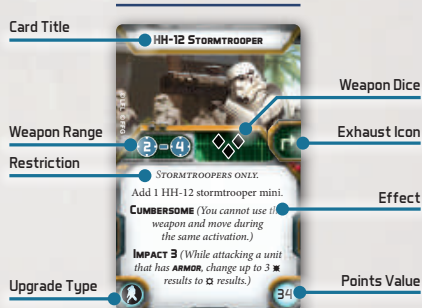 Card Title
HH-12 STORMTROOPER
Weapon Dice
Weapon Range
2 - 4
Exhaust Icon
Restriction
STORMTROOPERS ONLY.
Add 1 HH-12 stormtrooper mini.
Effect
CUMBERSOME (You cannot use the
weapon and move during
the same activation.)
IMPACT 3 (While attacking a unit
that has ARMOR, change up to 3
results to results.)
Upgrade Type
Points Value
34